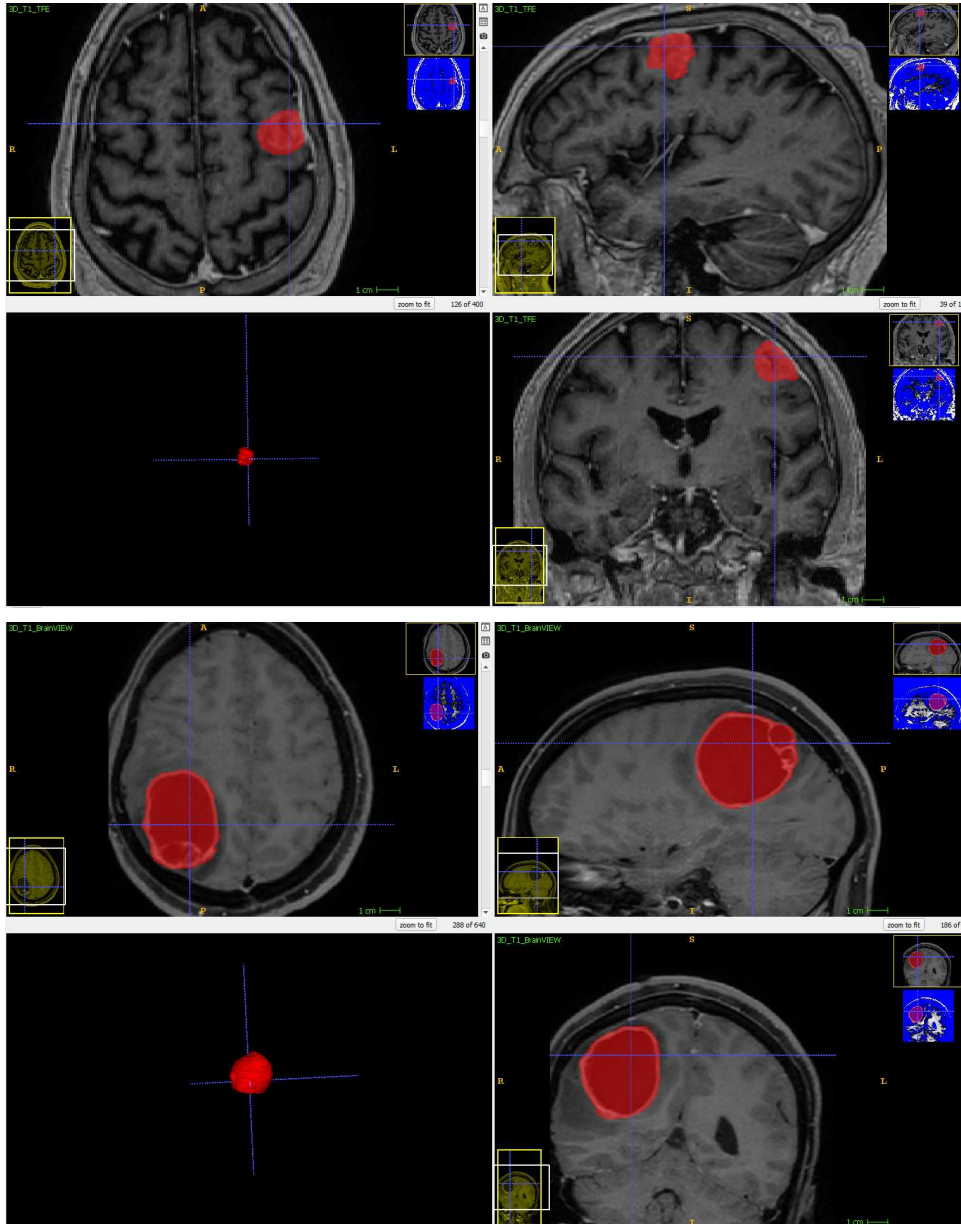 3D_T1_TFE
A
A
R
L
P
1 cm
zoom to fit
126 of 400
3D_T1_TFE
S
A
P
I
1 cm
zoom to fit
39 of 1
3D_T1_TFE
S
R
L
I
1 cm
3D_T1_BrainVIEW
A
A
R
L
P
1 cm
zoom to fit
288 of 640
3D_T1_BrainVIEW
S
A
P
I
1 cm
zoom to fit
186 of
3D_T1_BrainVIEW
S
R
L
I
1 cm